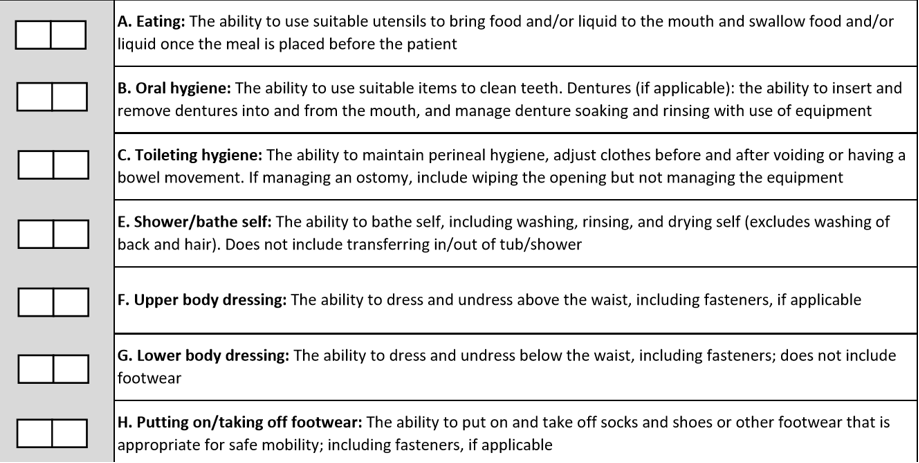 A. Eating: The ability to use suitable utensils to bring food and/or liquid to the mouth and swallow food and/or
liquid once the meal is placed before the patient
B. Oral hygiene: The ability to use suitable items to clean teeth. Dentures (if applicable): the ability to insert and
remove dentures into and from the mouth, and manage denture soaking and rinsing with use of equipment
C. Toileting hygiene: The ability to maintain perineal hygiene, adjust clothes before and after voiding or having a
bowel movement. If managing an ostomy, include wiping the opening but not managing the equipment
E. Shower/bathe self: The ability to bathe self, including washing, rinsing, and drying self (excludes washing of
back and hair). Does not include transferring in/out of tub/shower
F. Upper body dressing: The ability to dress and undress above the waist, including fasteners, if applicable
G. Lower body dressing: The ability to dress and undress below the waist, including fasteners; does not include
footwear
H. Putting on/taking off footwear: The ability to put on and take off socks and shoes or other footwear that is
appropriate for safe mobility; including fasteners, if applicable